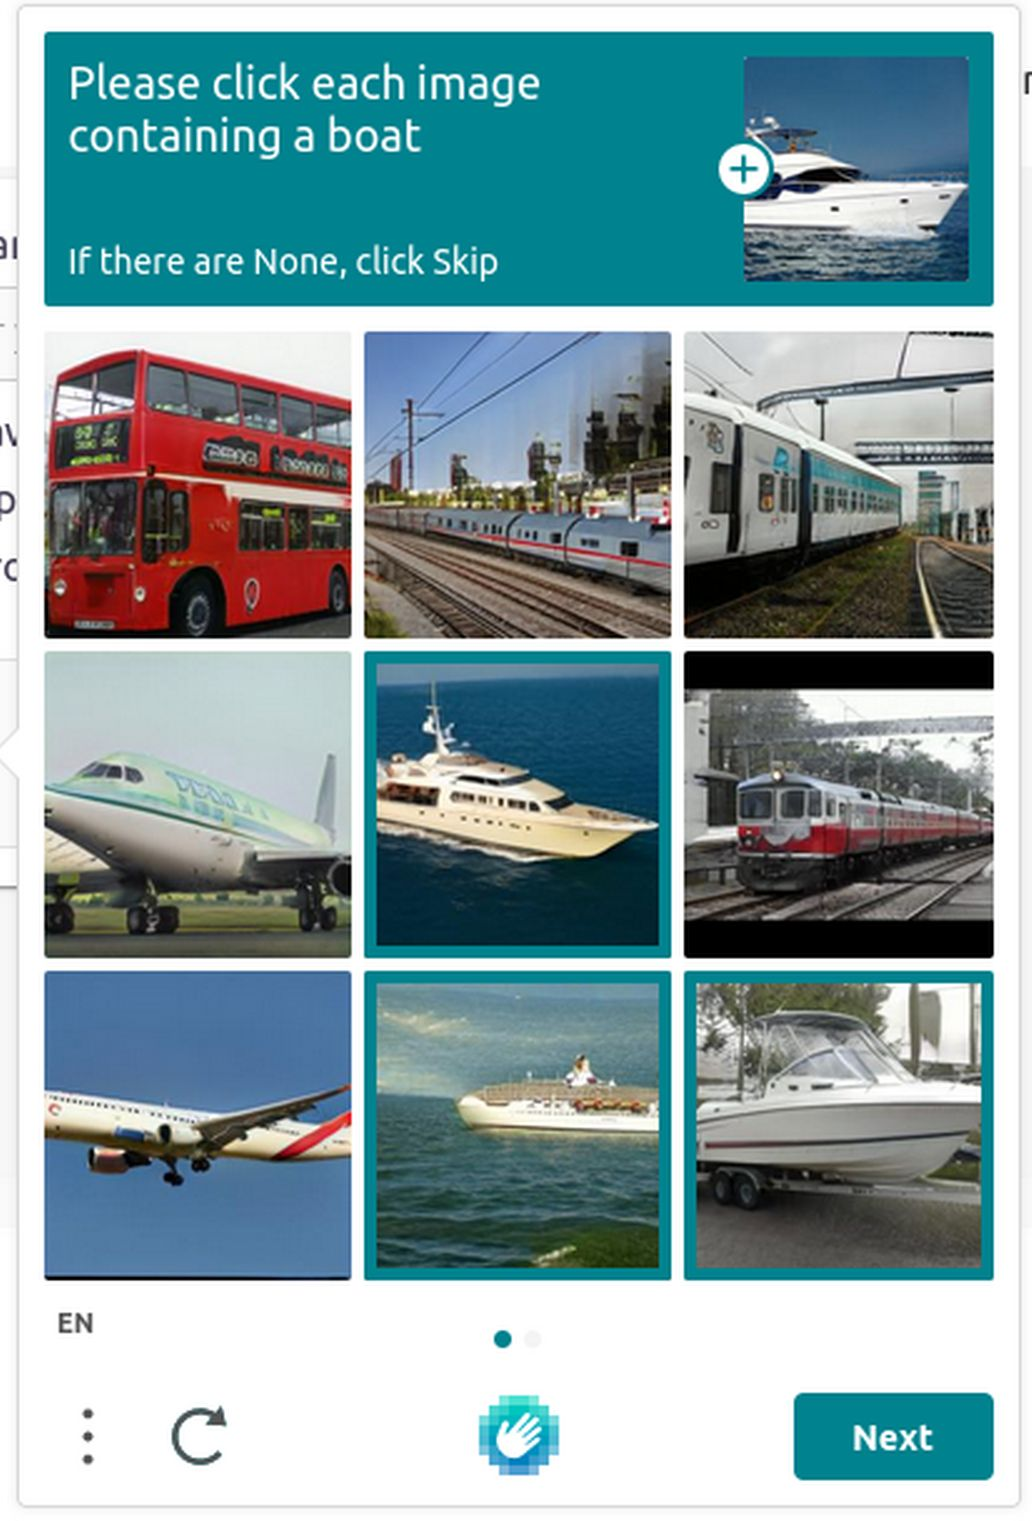 Please click each image
containing a boat
If there are None, click Skip
EN
Next